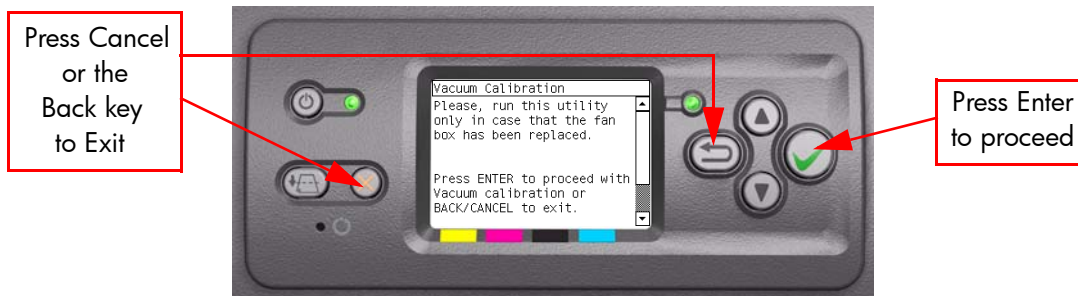 Press Cancel
or the
Back key
to Exit
Vacuum Calibration
Please, run this utility
only in case that the fan
box has been replaced.
Press ENTER to proceed with
Vacuum calibration or
BACK/CANCEL to exit.
Press Enter
to proceed